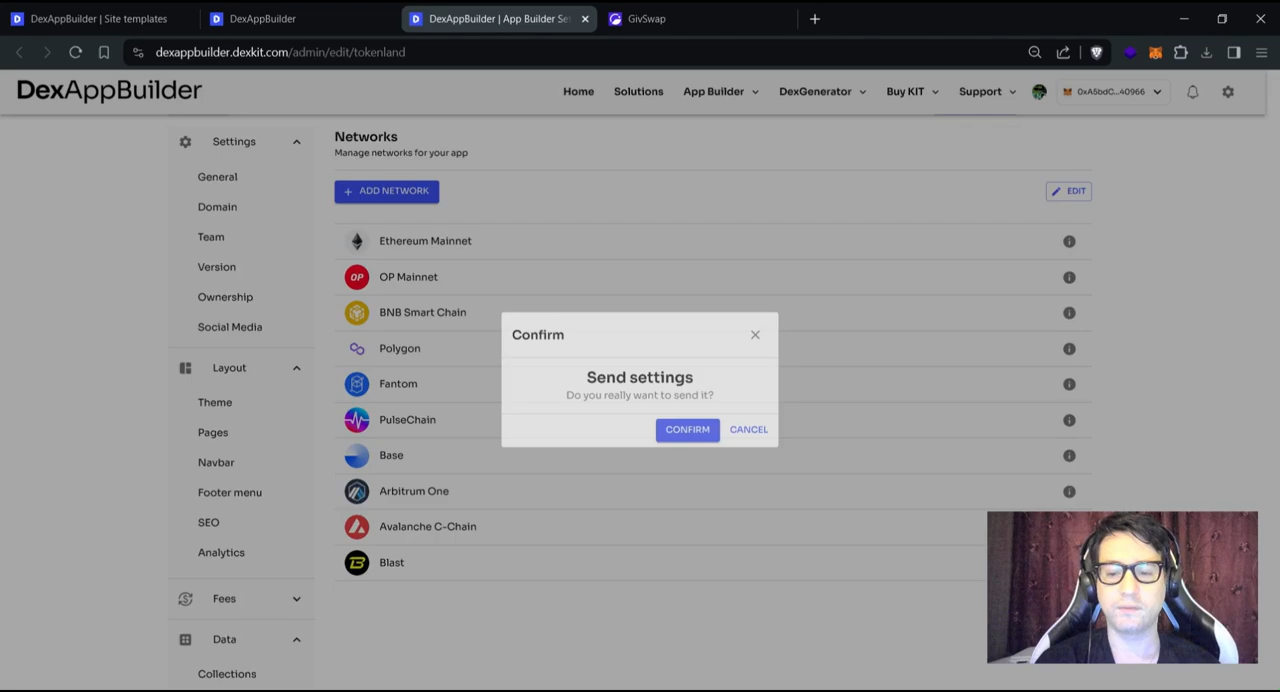 DexAppBuilder | Site templates
DexAppBuilder
DexAppBuilder | App Builder Se
GivSwap
dexappbuilder.dexkit.com/admin/edit/tokenland
DexAppBuilder
Home
Solutions
App Builder
DexGenerator
Buy KIT
Support
0xA5bdC...40966
Settings
General
Domain
Team
Version
Ownership
Social Media
Layout
Theme
Pages
Navbar
Footer menu
SEO
Analytics
Fees
Data
Collections
Networks
Manage networks for your app
ADD NETWORK
EDIT
Ethereum Mainnet
OP
OP Mainnet
BNB Smart Chain
Polygon
Fantom
PulseChain
Base
Arbitrum One
Avalanche C-Chain
Blast
Confirm
Send settings
Do you really want to send it?
CONFIRM
CANCEL